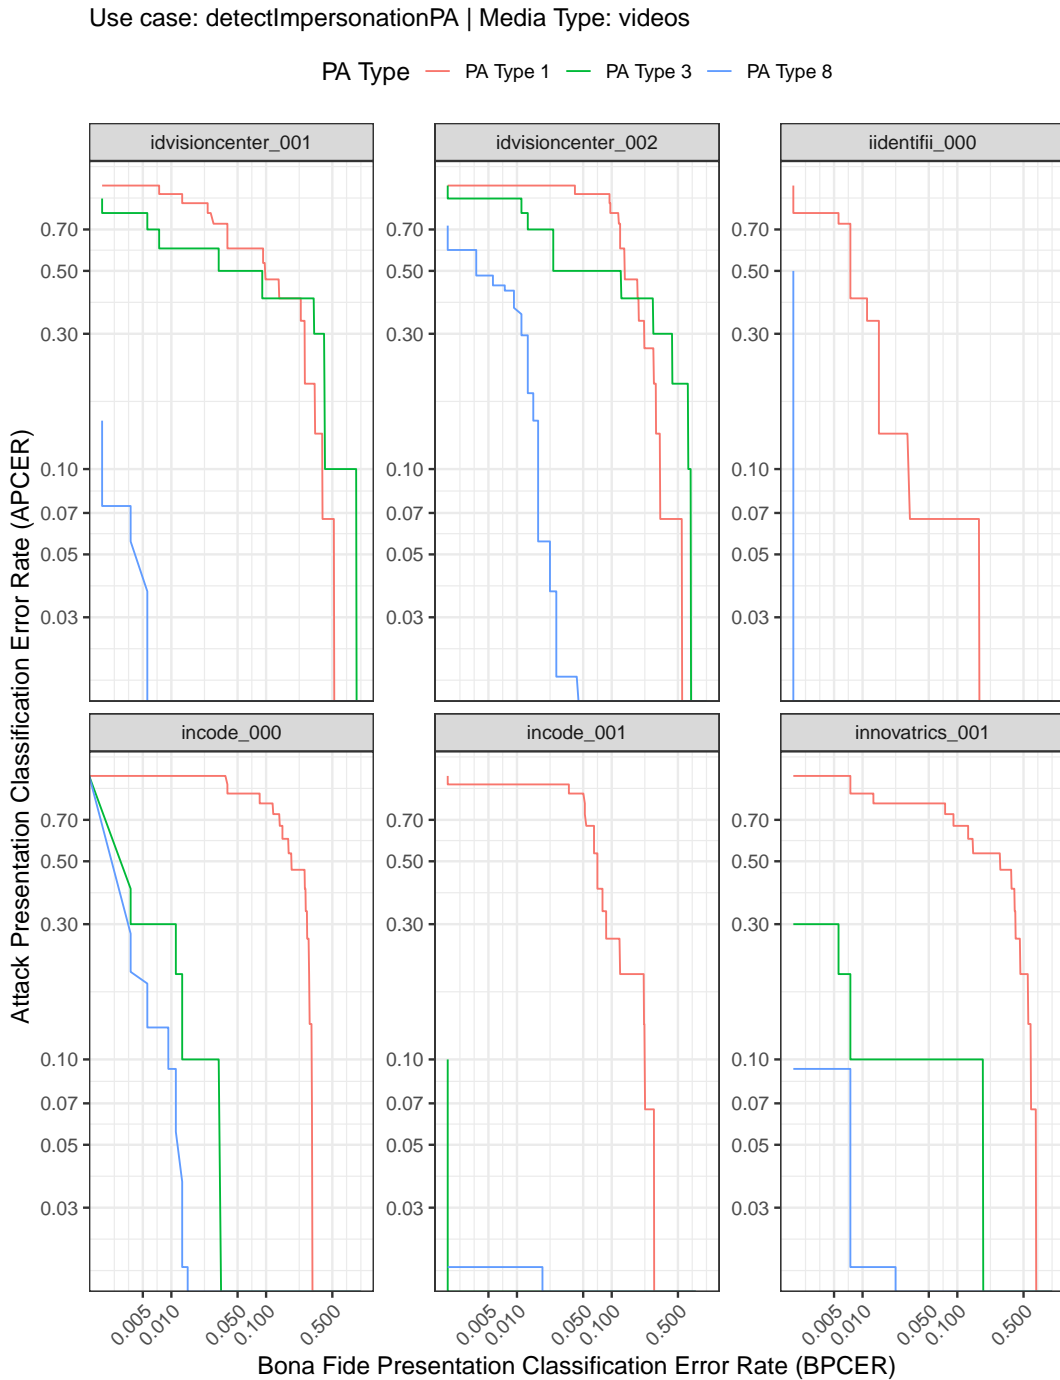 Use case: detectImpersonationPA | Media Type: videos
PA Type PA Type 1 PA Type 3 PA Type 8
idvisioncenter_001 idvisioncenter_002 iidentifii_000
0.70 0.70 0.70
0.50 0.50 0.50
0.30 0.30 0.30
0.10 0.10 0.10
0.07 0.07 0.07
0.05 0.05 0.05
0.03 0.03 0.03
Attack Presentation Classification Error Rate (APCER)
incode_000 incode_001 innovatrics_001
0.70 0.70 0.70
0.50 0.50 0.50
0.30 0.30 0.30
0.10 0.10 0.10
0.07 0.07 0.07
0.05 0.05 0.05
0.03 0.03 0.03
0.005 0.010 0.050 0.100 0.500 0.005 0.010 0.050 0.100 0.500 0.005 0.010 0.050 0.100 0.500
Bona Fide Presentation Classification Error Rate (BPCER)